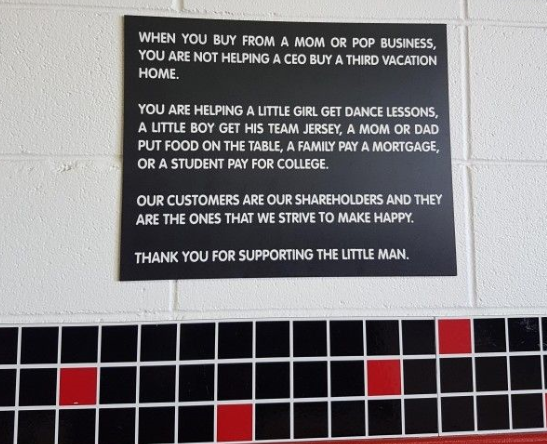 WHEN YOU BUY FROM A MOM OR POP BUSINESS,
YOU ARE NOT HELPING A CEO BUY A THIRD VACATION
HOME.
YOU ARE HELPING A LITTLE GIRL GET DANCE LESSONS,
A LITTLE BOY GET HIS TEAM JERSEY, A MOM OR DAD
PUT FOOD ON THE TABLE, A FAMILY PAY A MORTGAGE,
OR A STUDENT PAY FOR COLLEGE.
OUR CUSTOMERS ARE OUR SHAREHOLDERS AND THEY
ARE THE ONES THAT WE STRIVE TO MAKE HAPPY.
THANK YOU FOR SUPPORTING THE LITTLE MAN.